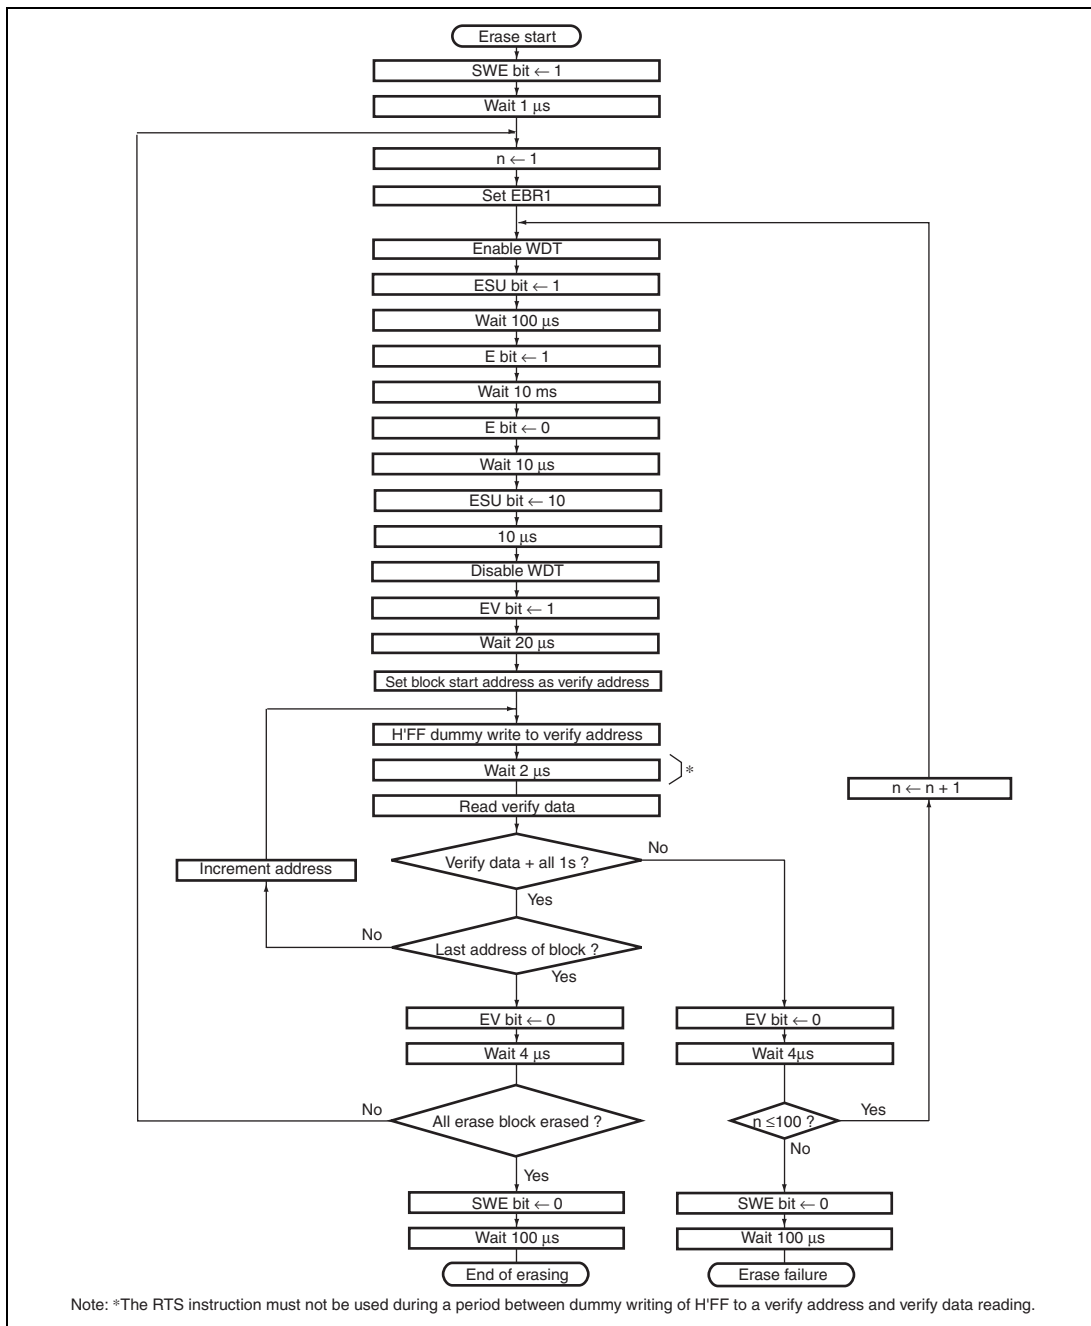 Erase start
SWE bit ← 1
Wait 1 μs
n ← 1
Set EBR1
Enable WDT
ESU bit ← 1
Wait 100 μs
E bit ← 1
Wait 10 ms
E bit ← 0
Wait 10 μs
ESU bit ← 10
10 μs
Disable WDT
EV bit ← 1
Wait 20 μs
Set block start address as verify address
H'FF dummy write to verify address
Wait 2 μs
*
n ← n + 1
Read verify data
Verify data + all 1s ?
No
Increment address
Yes
No
Last address of block ?
Yes
EV bit ← 0
EV bit ← 0
Wait 4 μs
Wait 4μs
No
All erase block erased ?
n ≤100 ?
Yes
No
Yes
SWE bit ← 0
SWE bit ← 0
Wait 100 μs
Wait 100 μs
End of erasing
Erase failure
Note: *The RTS instruction must not be used during a period between dummy writing of H'FF to a verify address and verify data reading.